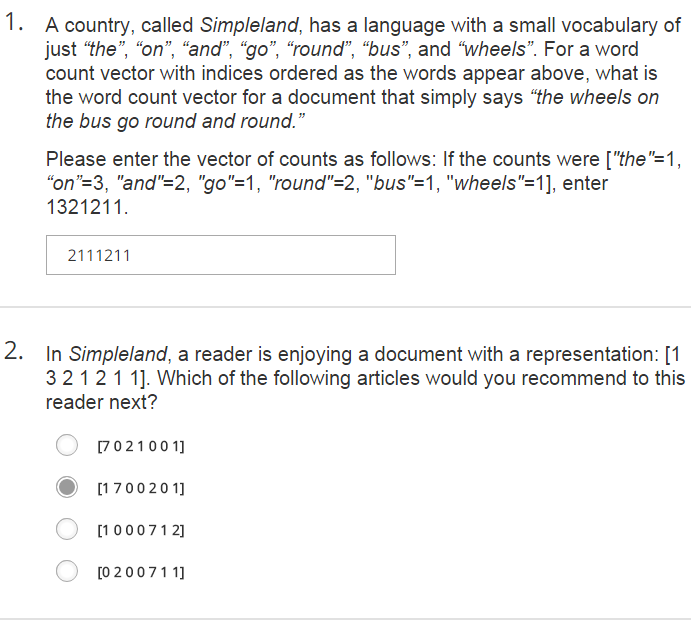 1. A country, called Simpleland, has a language with a small vocabulary of
just “the”, “on”, “and”, “go”, “round”, “bus”, and “wheels”. For a word
count vector with indices ordered as the words appear above, what is
the word count vector for a document that simply says “the wheels on
the bus go round and round.”
Please enter the vector of counts as follows: If the counts were ["the"=1,
“on”=3, "and"=2, "go"=1, "round"=2, "bus"=1, "wheels"=1], enter
1321211.
2111211
2. In Simpleland, a reader is enjoying a document with a representation: [1
3 2 1 2 1 1]. Which of the following articles would you recommend to this
reader next?
[7 0 2 1 0 0 1]
[1 7 0 0 2 0 1]
[1 0 0 0 7 1 2]
[0 2 0 0 7 1 1]